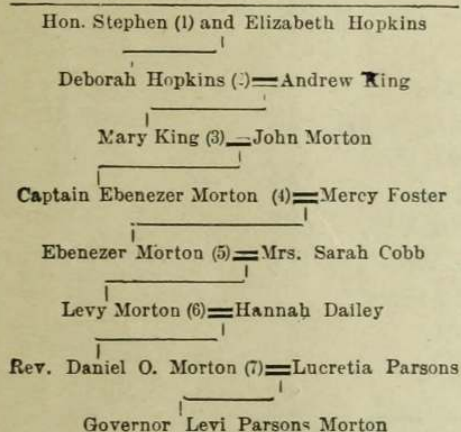 Hon. Stephen (1) and Elizabeth Hopkins
Deborah Hopkins (2)=Andrew King
Mary King (3)=John Morton
Captain Ebenezer Morton (4)=Mercy Foster
Ebenezer Morton (5)=Mrs. Sarah Cobb
Levy Morton (6)=Hannah Dailey
Rev. Daniel O. Morton (7)=Lucretia Parsons
Governor Levi Parsons Morton